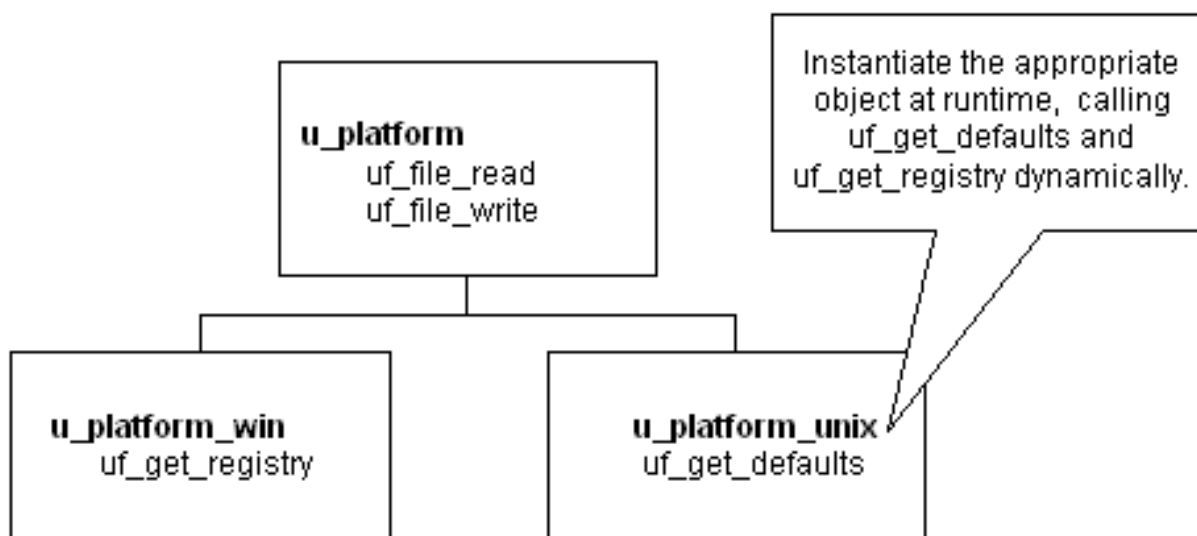 Instantiate the appropriate
object at runtime, calling
uf_get_defaults and
uf_get_registry dynamically.
u_platform
uf_file_read
uf_file_write
u_platform_win
uf_get_registry
u_platform_unix
uf_get_defaults